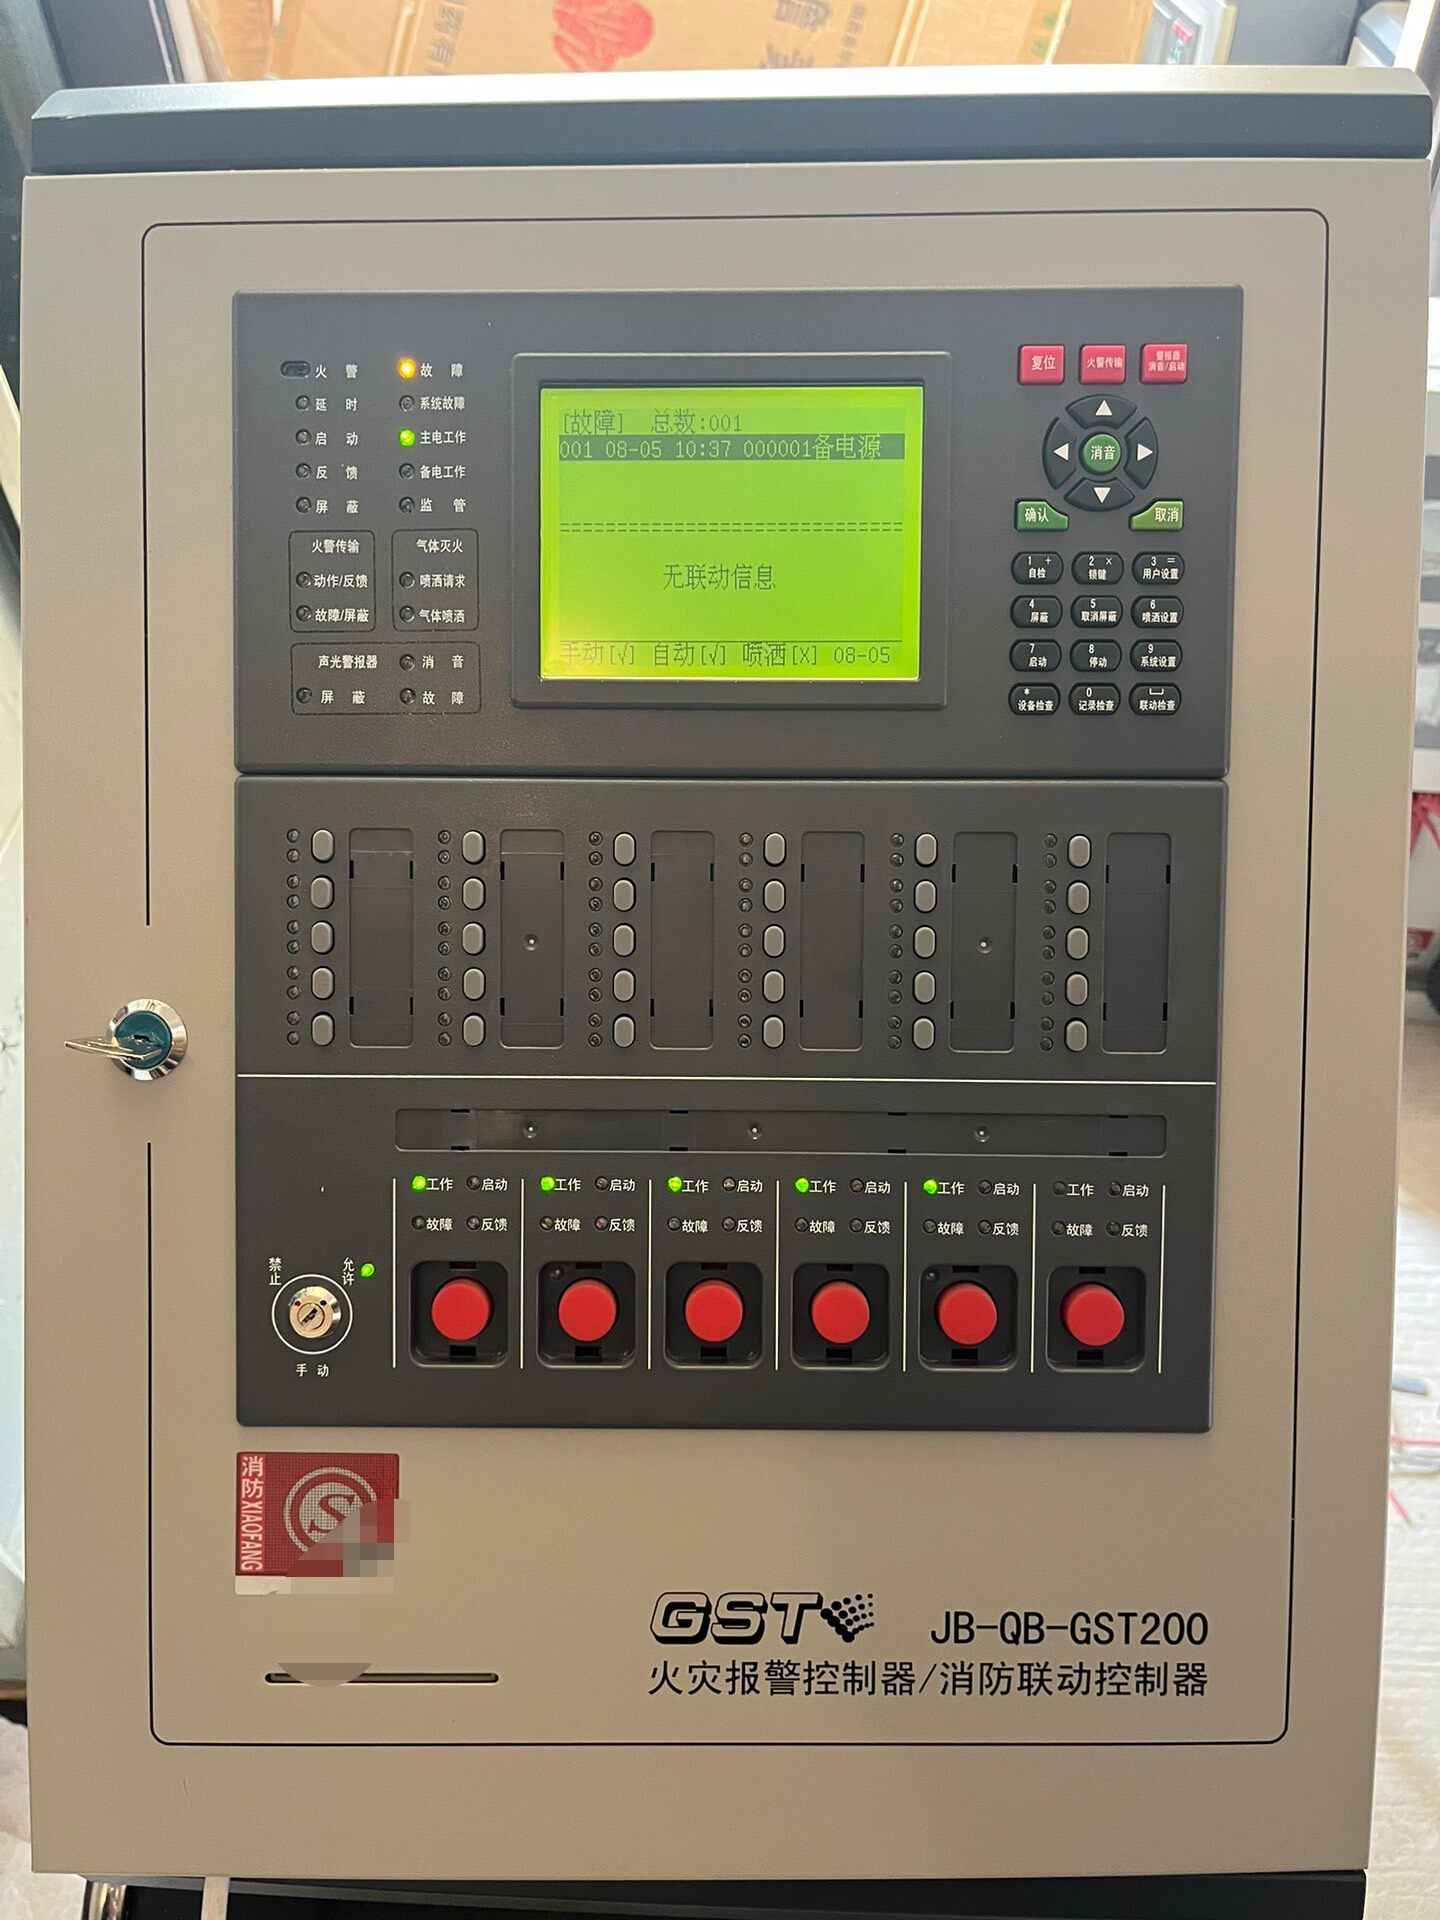 火警 故障
延时 系统故障
启动 主电工作
反馈 备电工作
屏蔽 监管
火警传输 气体灭火
动作/反馈 喷洒请求
故障/屏蔽 气体喷洒
声光警报器 消音
屏蔽 故障
[故障] 总数:001
001 08-05 10:37 000001备电源
无联动信息
手动[√] 自动[√] 喷洒[X] 08-05
复位 火警传输 警报器
消音/启动
消音
确认 取消
1 + 2 × 3 =
自检 锁键 用户设置
4 5 6
屏蔽 取消屏蔽 喷洒设置
7 8 9
启动 停动 系统设置
* 0
设备检查 记录检查 联动检查
工作 启动 工作 启动 工作 启动 工作 启动 工作 启动 工作 启动
故障 反馈 故障 反馈 故障 反馈 故障 反馈 故障 反馈 故障 反馈
禁止 允许
手动
消防XIAOFANG
S
GST JB-QB-GST200
火灾报警控制器/消防联动控制器